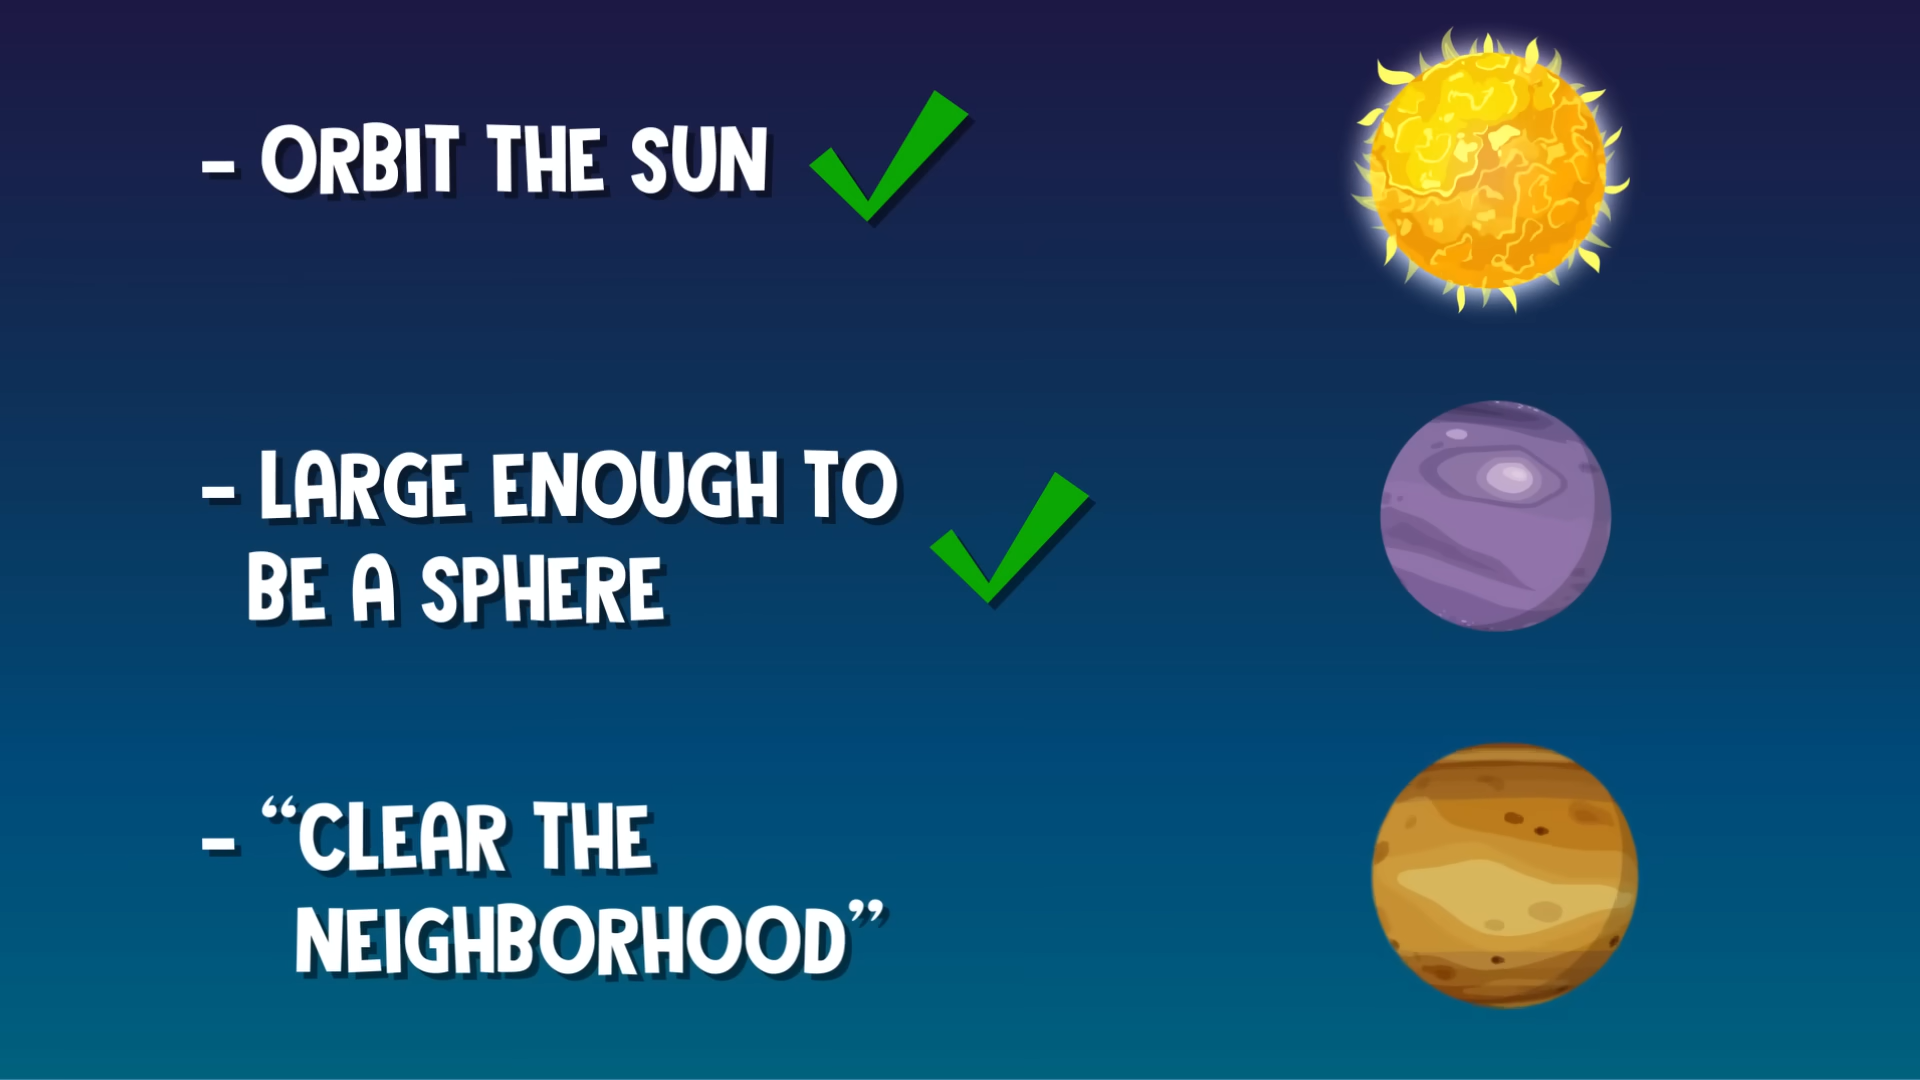 - ORBIT THE SUN
- LARGE ENOUGH TO
BE A SPHERE
- “CLEAR THE
NEIGHBORHOOD”